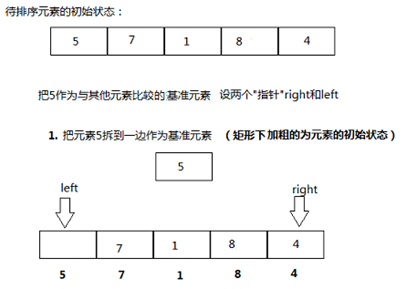 待排序元素的初始状态：
5 7 1 8 4
把5作为与其他元素比较的基准元素 设两个"指针"right和left
1. 把元素5拆到一边作为基准元素 （矩形下加粗的为元素的初始状态）
5
left right
7 1 8 4
5 7 1 8 4